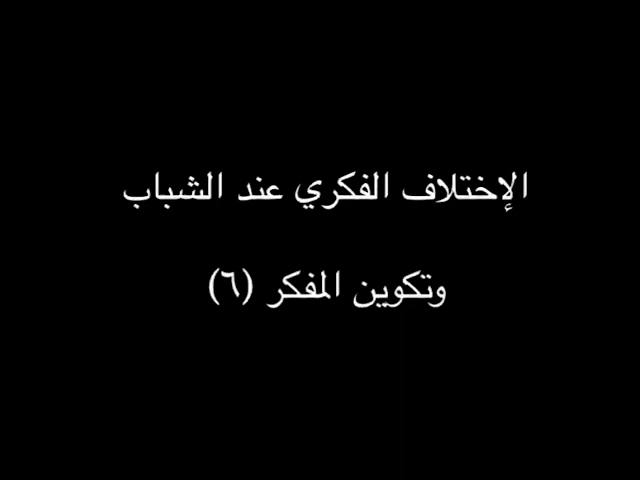 الإختلاف الفكري عند الشباب
وتكوين المفكر (٦)